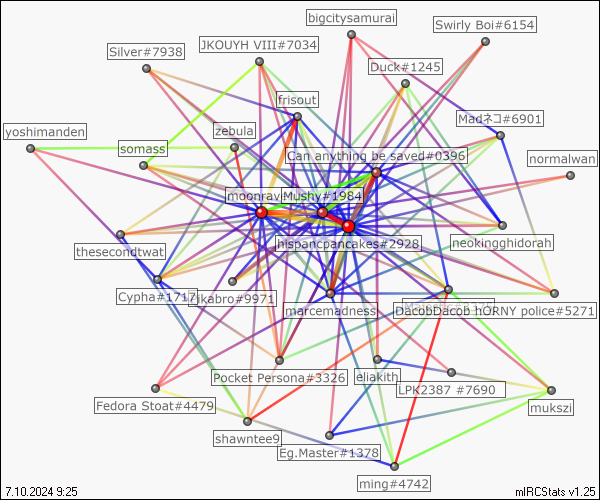 bigcitysamurai
Swirly Boi#6154
JKOUYH VIII#7034
Silver#7938
Duck#1245
frisout
Madネコ#6901
yoshimanden
zebula
somass
Can anything be saved#0396
normalwan
moonrav
Mushy#1984
hispanicpancakes#2928
neokingghidorah
thesecondtwat
Cypha#1717
marcemadness
DacobDacob hORNY police#5271
Pocket Persona#3326
eliakith
LPK2387 #7690
Fedora Stoat#4479
mukszi
shawntee9
Eg.Master#1378
ming#4742
7.10.2024 9:25
mIRCStats v1.25